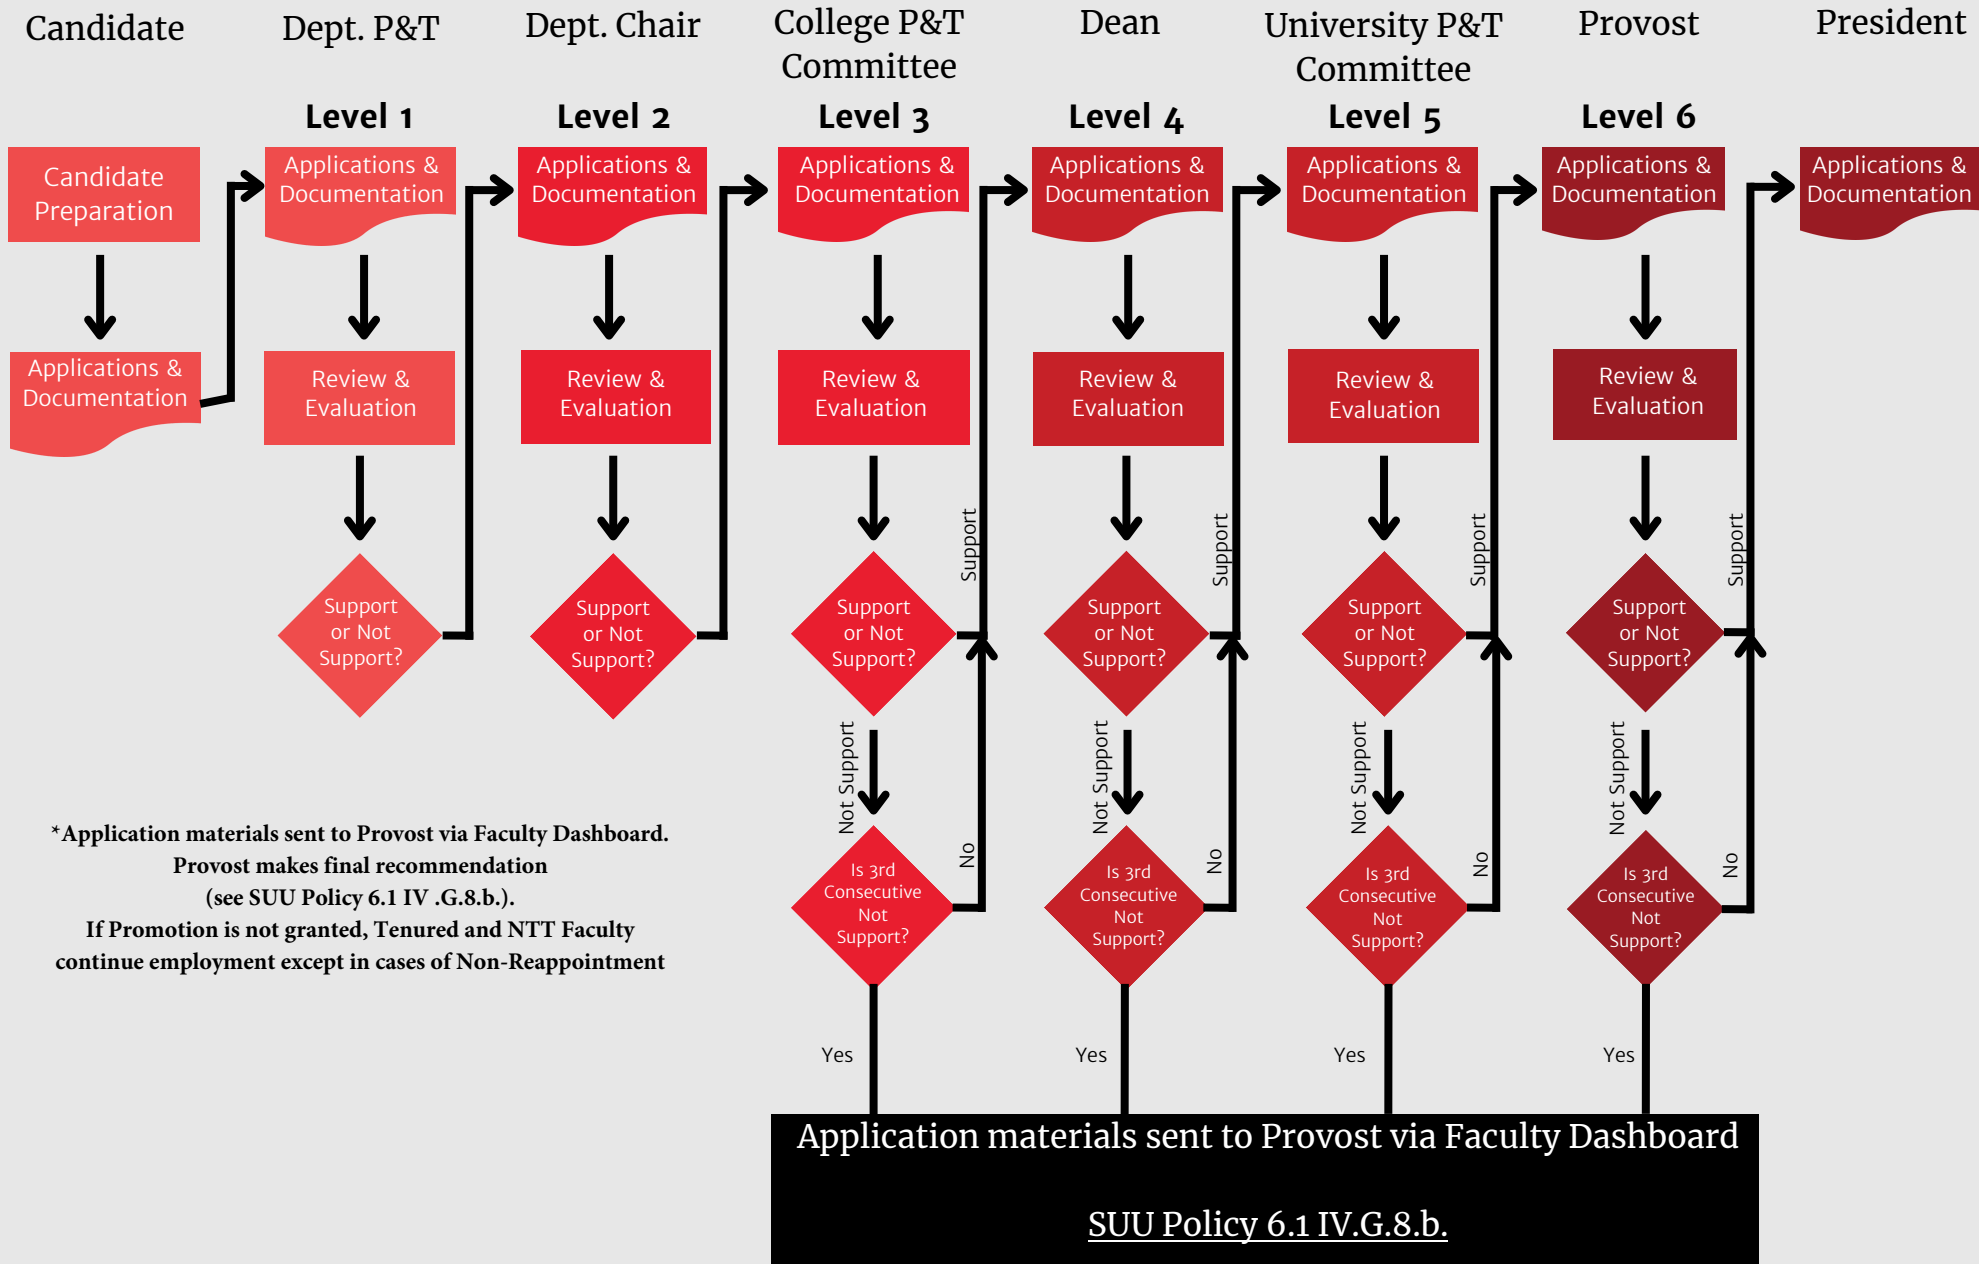 Candidate
Dept. P&T
Dept. Chair
College P&T
Committee
Dean
University P&T
Committee
Provost
President
Level 1
Level 2
Level 3
Level 4
Level 5
Level 6
Candidate
Preparation
Applications &
Documentation
Applications &
Documentation
Applications &
Documentation
Applications &
Documentation
Applications &
Documentation
Applications &
Documentation
Applications &
Documentation
Applications &
Documentation
Review &
Evaluation
Review &
Evaluation
Review &
Evaluation
Review &
Evaluation
Review &
Evaluation
Review &
Evaluation
Support
Support
Support
Support
Support
or Not
Support?
Support
or Not
Support?
Support
or Not
Support?
Support
or Not
Support?
Support
or Not
Support?
Support
or Not
Support?
Not Support
Not Support
Not Support
Not Support
*Application materials sent to Provost via Faculty Dashboard.
Provost makes final recommendation
(see SUU Policy 6.1 IV .G.8.b.).
If Promotion is not granted, Tenured and NTT Faculty
continue employment except in cases of Non-Reappointment
Is 3rd
Consecutive
Not
Support?
No
Is 3rd
Consecutive
Not
Support?
No
Is 3rd
Consecutive
Not
Support?
No
Is 3rd
Consecutive
Not
Support?
No
Yes
Yes
Yes
Yes
Application materials sent to Provost via Faculty Dashboard
SUU Policy 6.1 IV.G.8.b.